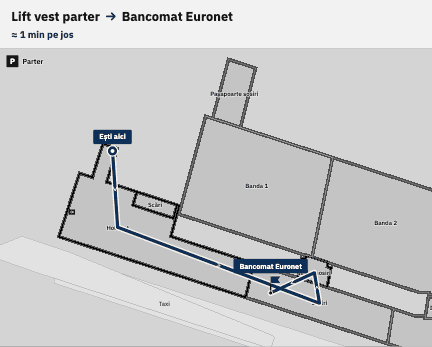 Lift vest parter → Bancomat Euronet
≈ 1 min pe jos
P Parter
Pașapoarte sosiri
Ești aici
Banda 1
Scări
Banda 2
Bancomat Euronet
Taxi